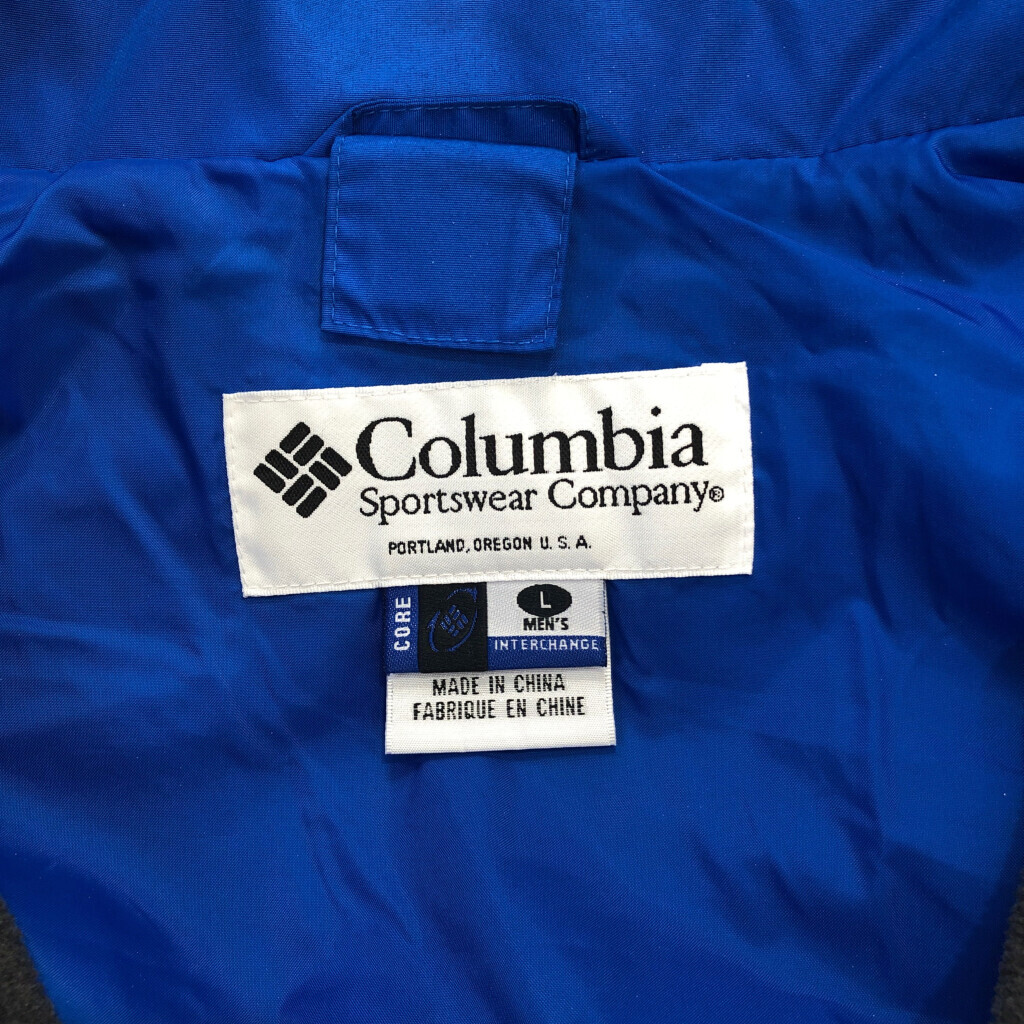 Columbia
Sportswear Company®
PORTLAND, OREGON U. S. A.
CORE
L
MEN'S
INTERCHANGE
MADE IN CHINA
FABRIQUE EN CHINE